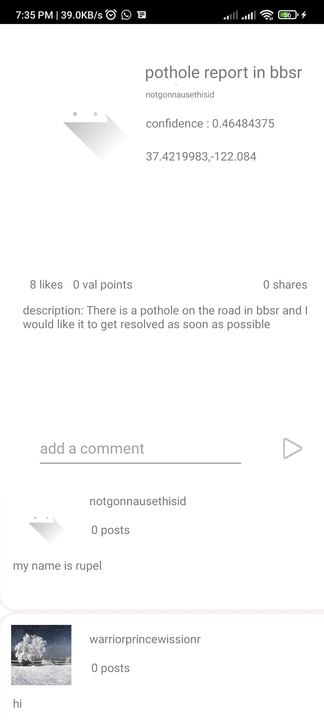 7:35 PM | 39.0KB/s
56
pothole report in bbsr
notgonnausethisid
confidence : 0.46484375
37.4219983,-122.084
8 likes 0 val points 0 shares
description: There is a pothole on the road in bbsr and I
would like it to get resolved as soon as possible
add a comment
notgonnausethisid
0 posts
my name is rupel
warriorprincewissionr
0 posts
hi